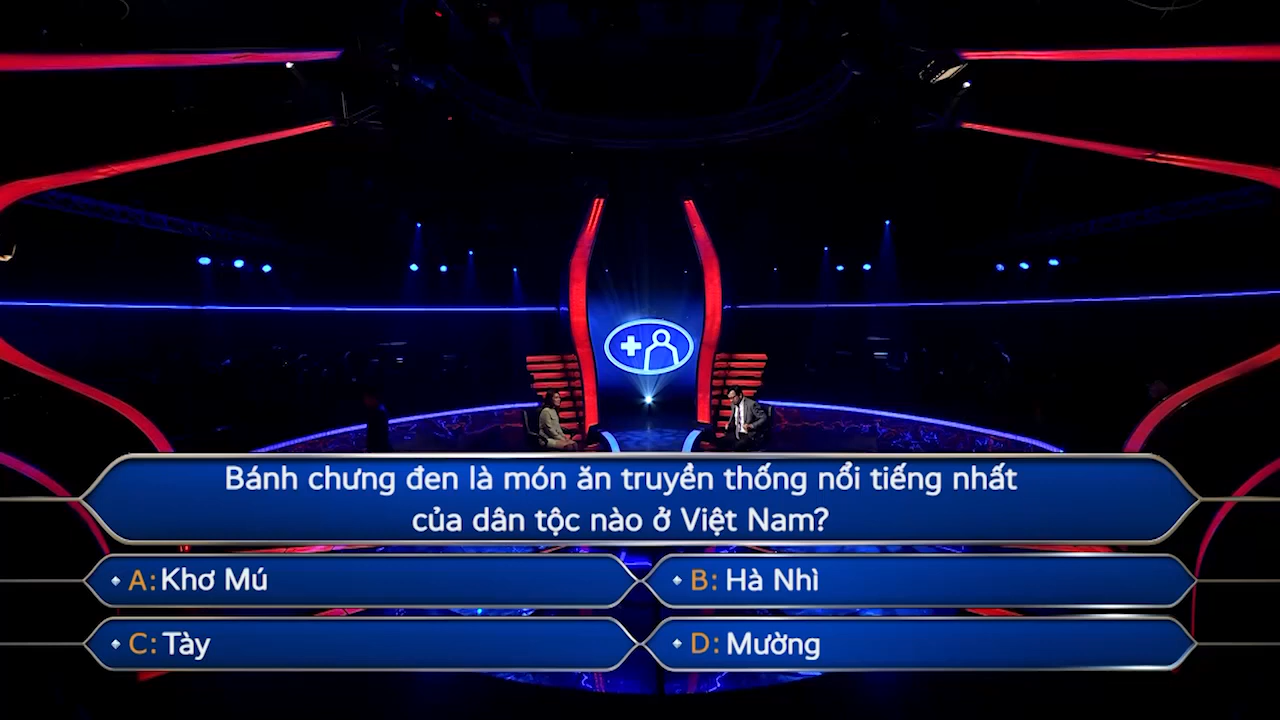 Bánh chưng đen là món ăn truyền thống nổi tiếng nhất
của dân tộc nào ở Việt Nam?
A: Khơ Mú
B: Hà Nhì
C: Tày
D: Mường